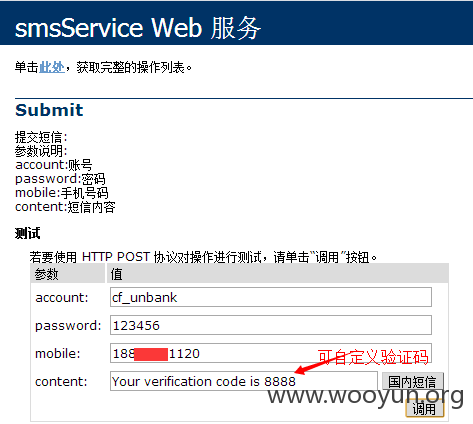 smsService Web 服务
单击此处，获取完整的操作列表。
Submit
提交短信：
参数说明：
account:账号
password:密码
mobile:手机号码
content:短信内容
测试
若要使用 HTTP POST 协议对操作进行测试，请单击“调用”按钮。
参数 值
account: cf_unbank
password: 123456
mobile: 188 1120
可自定义验证码
content: Your verification code is 8888 国内短信
www.wooyun.org
调用